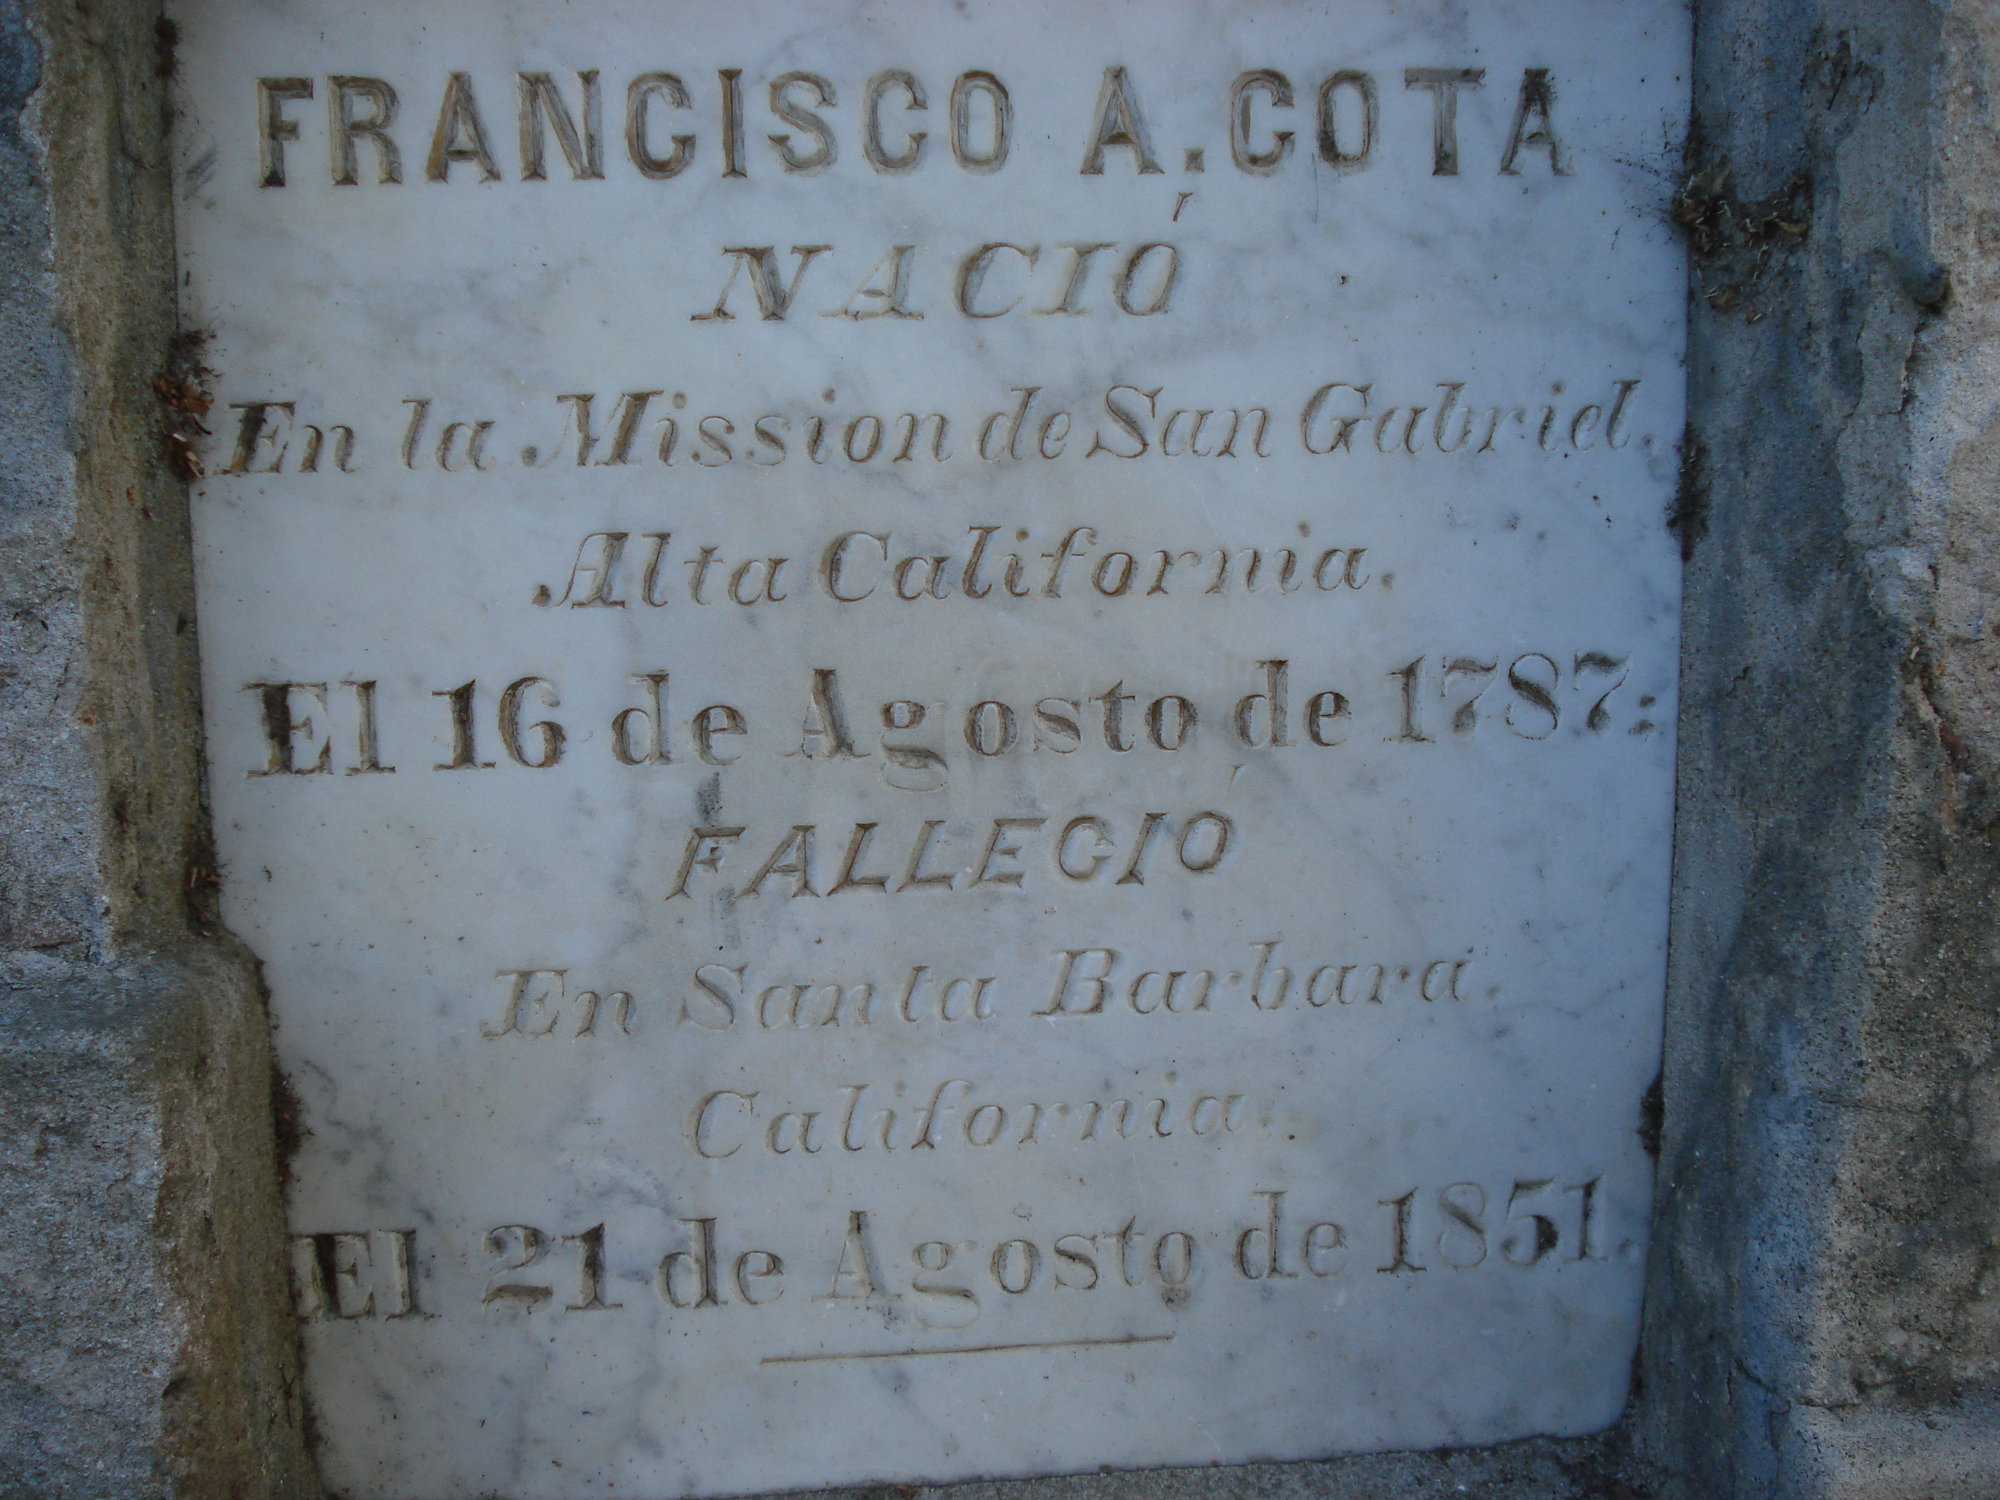 FRANCISCO A. COTA
NACIÓ
En la Mission de San Gabriel.
Alta California.
El 16 de Agosto de 1787:
FALLECIÓ
En Santa Barbara.
California.
El 21 de Agosto de 1851.